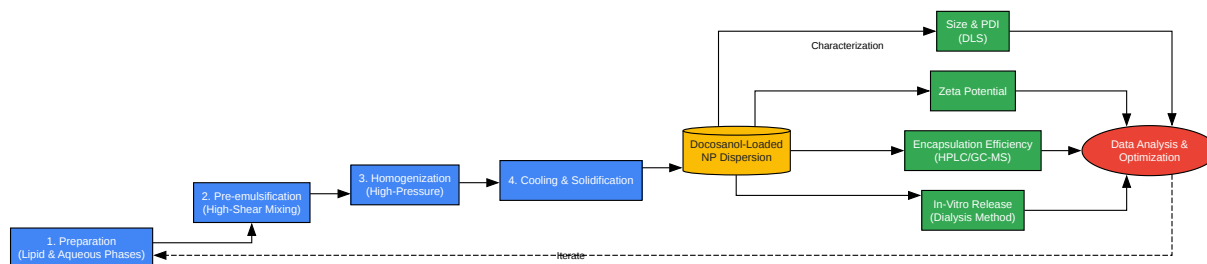 1. Preparation
(Lipid & Aqueous Phases)
2. Pre-emulsification
(High-Shear Mixing)
3. Homogenization
(High-Pressure)
4. Cooling & Solidification
Docosanol-Loaded
NP Dispersion
Characterization
Size & PDI
(DLS)
Zeta Potential
Encapsulation Efficiency
(HPLC/GC-MS)
In-Vitro Release
(Dialysis Method)
Data Analysis &
Optimization
Iterate